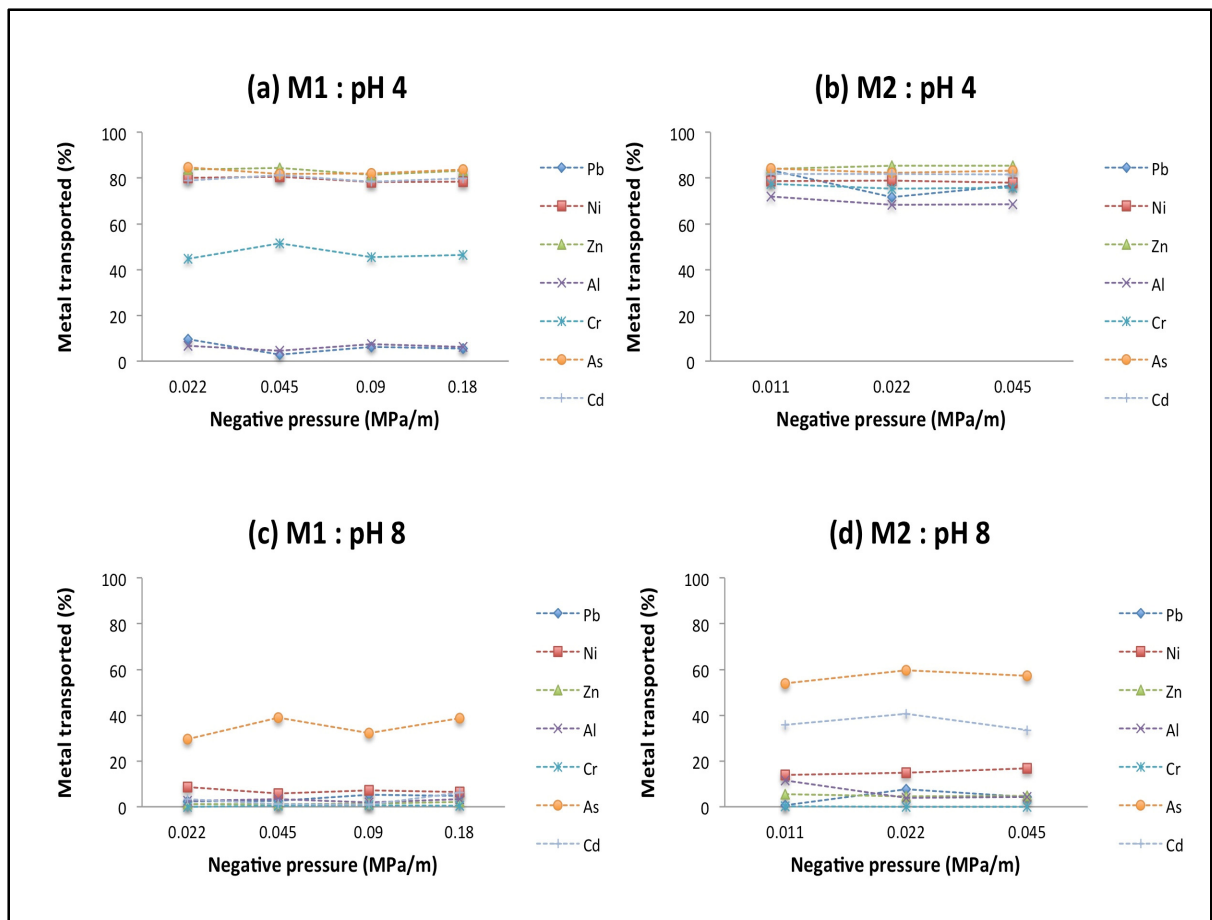 (a) M1 : pH 4
Metal transported (%)
100
80
60
40
20
0
0.022 0.045 0.09 0.18
Negative pressure (MPa/m)
Pb
Ni
Zn
Al
Cr
As
Cd
(b) M2 : pH 4
Metal transported (%)
100
80
60
40
20
0
0.011 0.022 0.045
Negative pressure (MPa/m)
Pb
Ni
Zn
Al
Cr
As
Cd
(c) M1 : pH 8
Metal transported (%)
100
80
60
40
20
0
0.022 0.045 0.09 0.18
Negative pressure (MPa/m)
Pb
Ni
Zn
Al
Cr
As
Cd
(d) M2 : pH 8
Metal transported (%)
100
80
60
40
20
0
0.011 0.022 0.045
Negative pressure (MPa/m)
Pb
Ni
Zn
Al
Cr
As
Cd